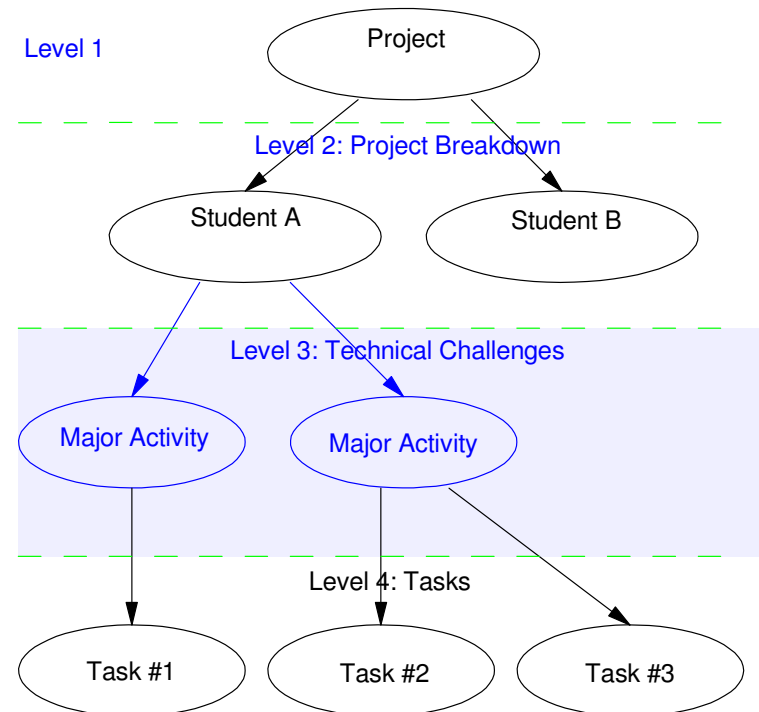 Level 1
Project
Level 2: Project Breakdown
Student A
Student B
Level 3: Technical Challenges
Major Activity
Major Activity
Level 4: Tasks
Task #1
Task #2
Task #3